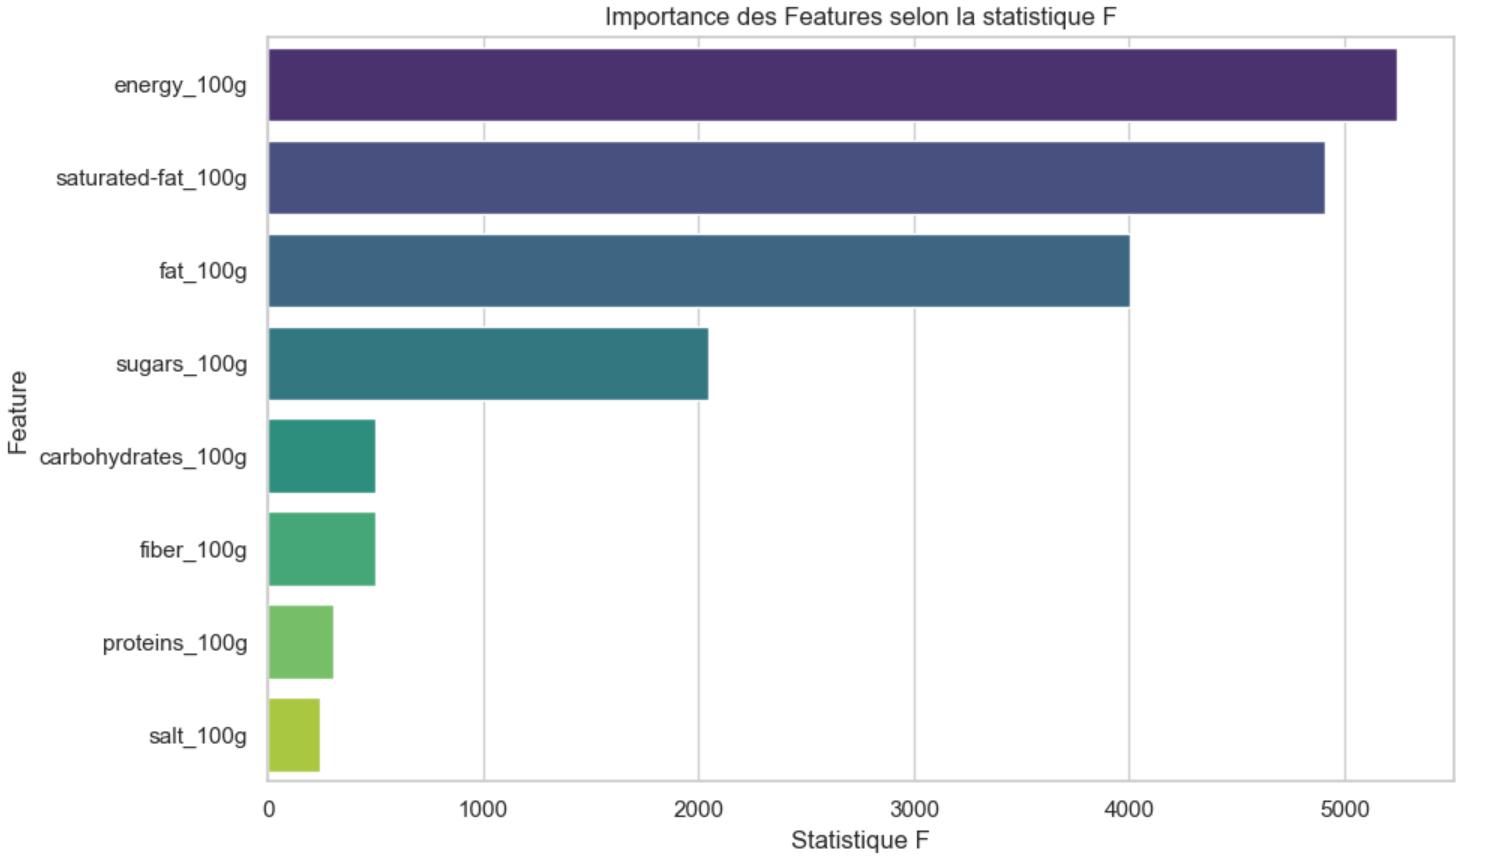 Importance des Features selon la statistique F
energy_100g
saturated-fat_100g
fat_100g
sugars_100g
carbohydrates_100g
fiber_100g
proteins_100g
salt_100g
Feature
0 1000 2000 3000 4000 5000
Statistique F